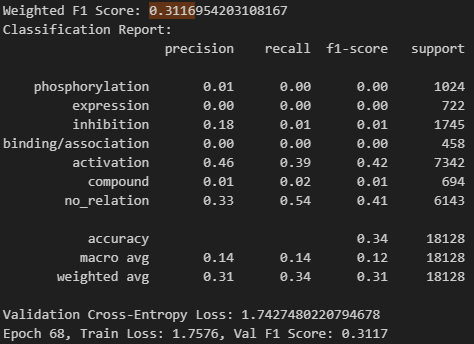 Weighted F1 Score: 0.3116954203108167
Classification Report:
precision recall f1-score support
phosphorylation 0.01 0.00 0.00 1024
expression 0.00 0.00 0.00 722
inhibition 0.18 0.01 0.01 1745
binding/association 0.00 0.00 0.00 458
activation 0.46 0.39 0.42 7342
compound 0.01 0.02 0.01 694
no_relation 0.33 0.54 0.41 6143
accuracy 0.34 18128
macro avg 0.14 0.14 0.12 18128
weighted avg 0.31 0.34 0.31 18128
Validation Cross-Entropy Loss: 1.7427480220794678
Epoch 68, Train Loss: 1.7576, Val F1 Score: 0.3117